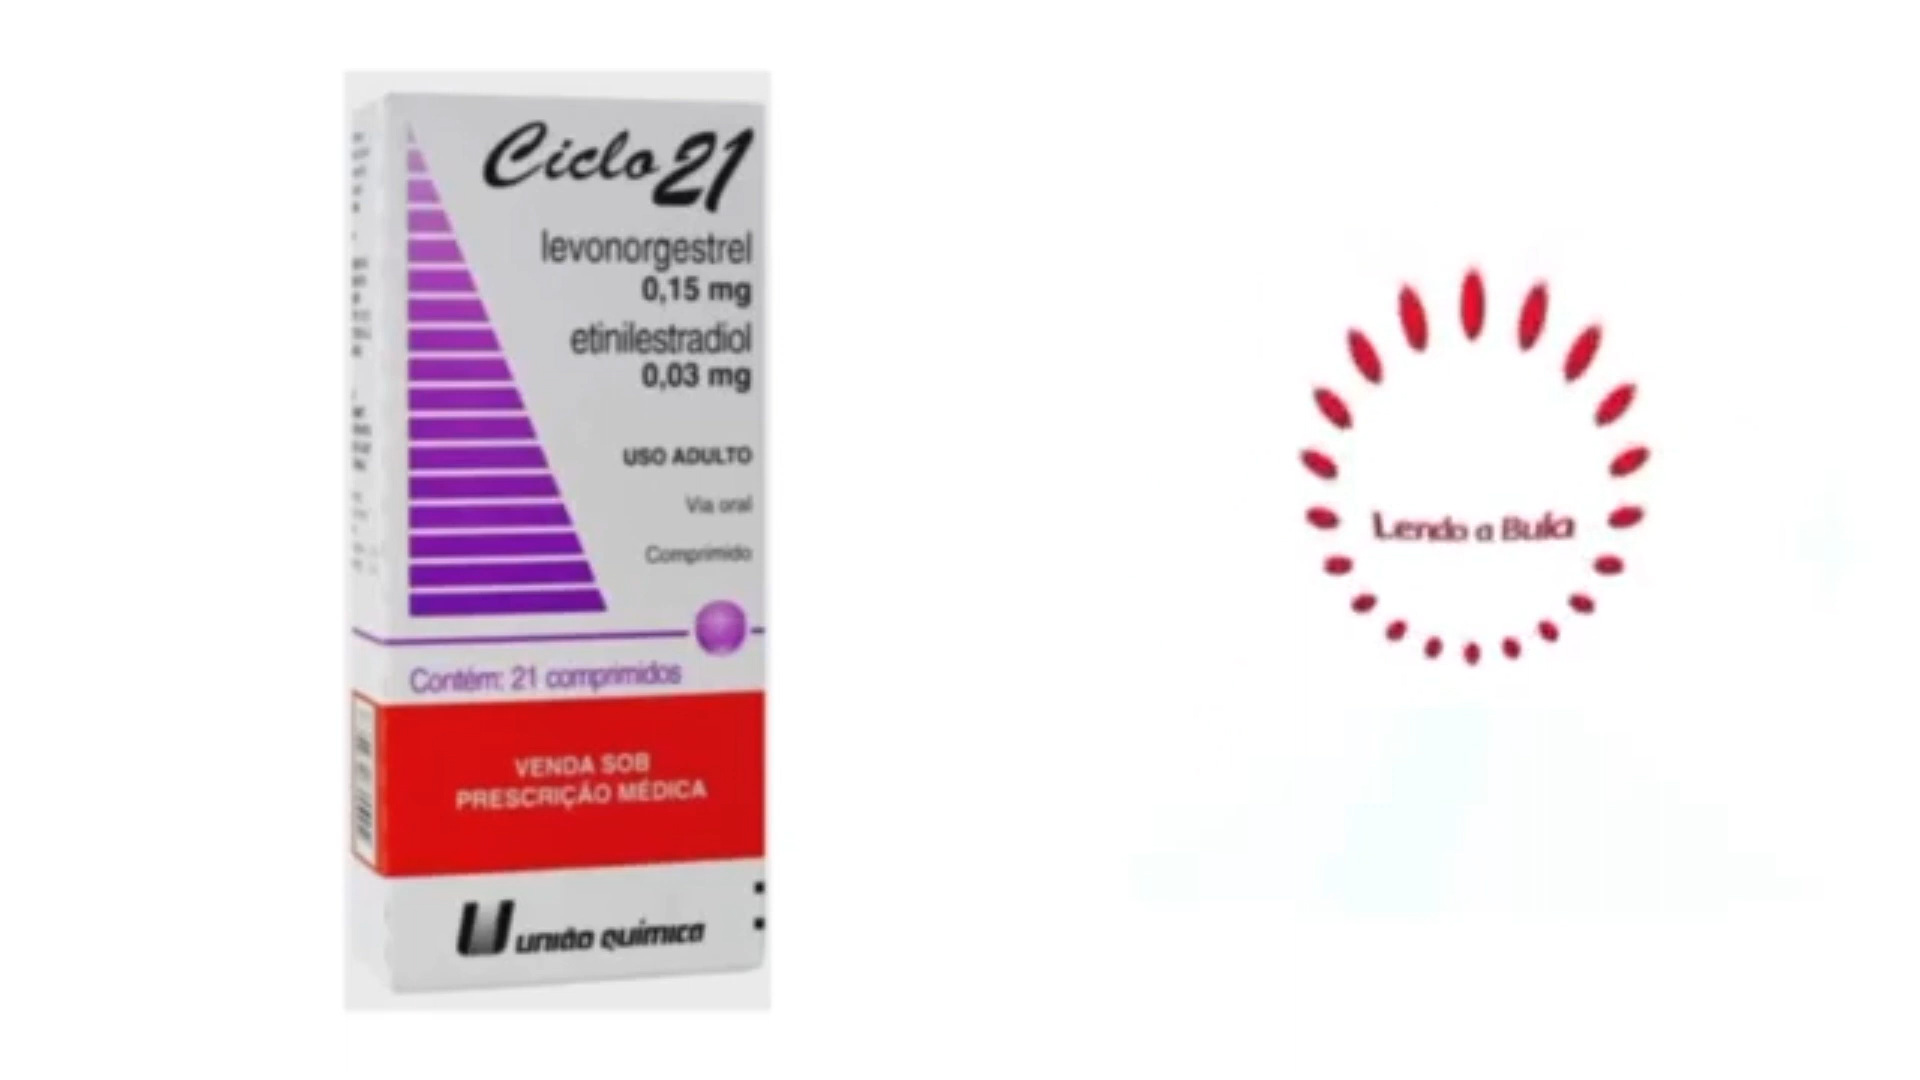 Ciclo 21
levonorgestrel
0,15 mg
etinilestradiol
0,03 mg
USO ADULTO
Via oral
Comprimido
Contém: 21 comprimidos
VENDA SOB
PRESCRIÇÃO MÉDICA
U união química
Lendo a Bula